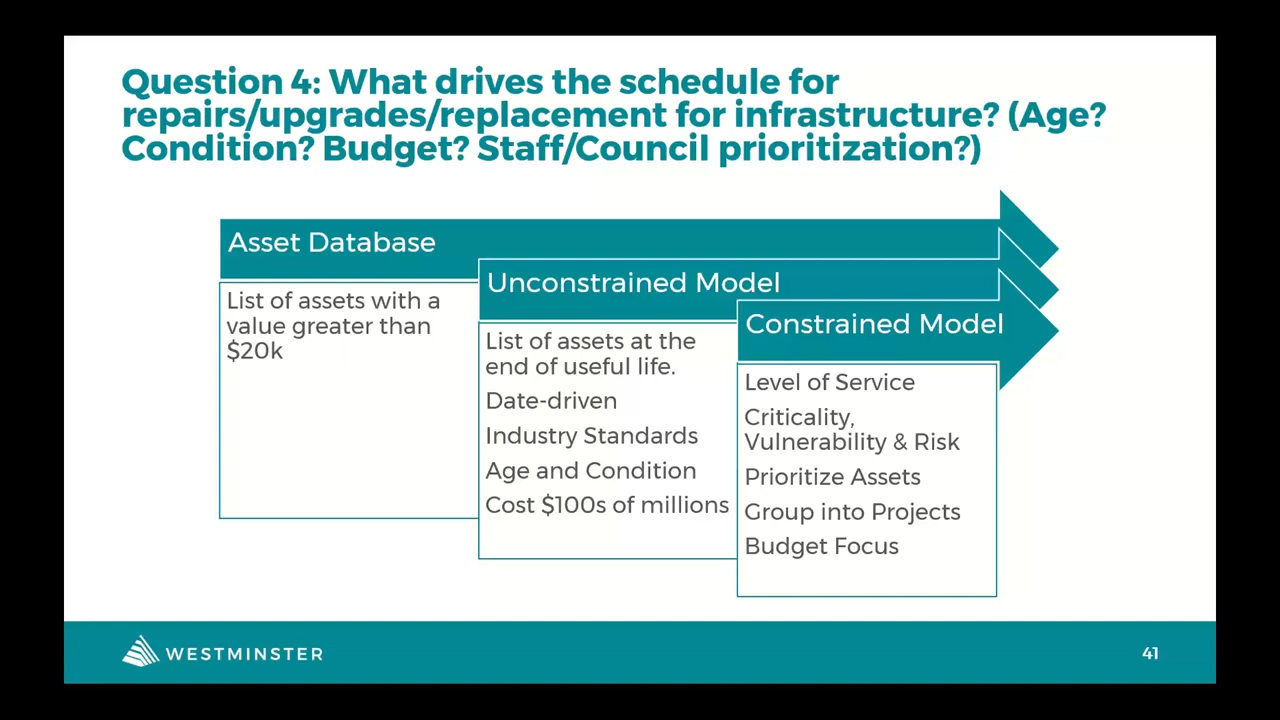 Question 4: What drives the schedule for
repairs/upgrades/replacement for infrastructure? (Age?
Condition? Budget? Staff/Council prioritization?)
Asset Database
List of assets with a
value greater than
$20k
Unconstrained Model
List of assets at the
end of useful life.
Date-driven
Industry Standards
Age and Condition
Cost $100s of millions
Constrained Model
Level of Service
Criticality,
Vulnerability & Risk
Prioritize Assets
Group into Projects
Budget Focus
WESTMINSTER
41